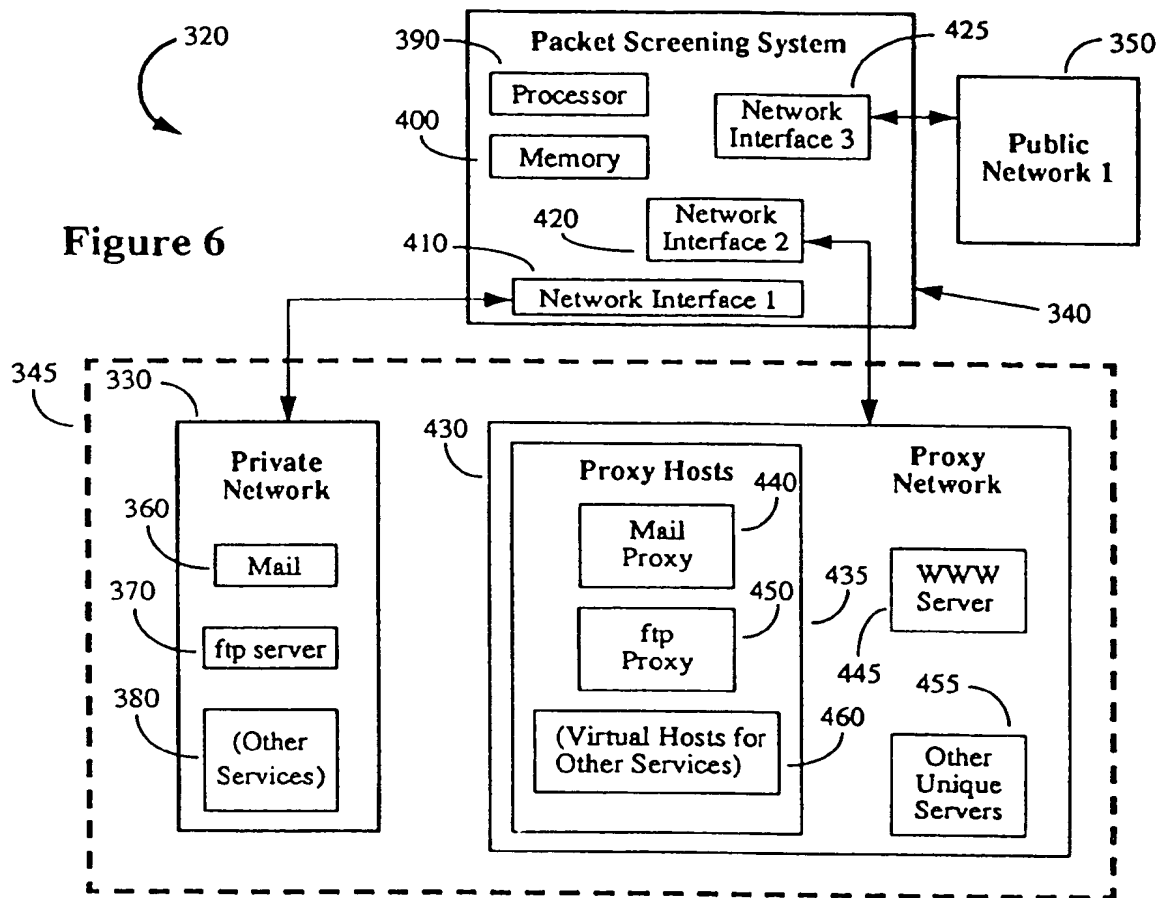 320
Packet Screening System
425
350
390
Processor
Network
Interface 3
Public
Network 1
400
Memory
Figure 6
420
Network
Interface 2
410
Network Interface 1
340
345
330
Private
Network
360
Mail
370
ftp server
380
(Other
Services)
430
Proxy Hosts
440
Mail
Proxy
450
ftp
Proxy
435
(Virtual Hosts for
Other Services)
460
Proxy
Network
WWW
Server
445
455
Other
Unique
Servers